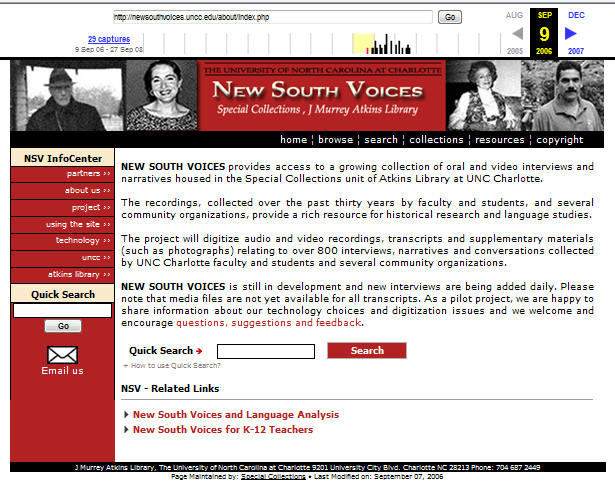 http://newsouthvoices.uncc.edu/about/index.php Go
AUG SEP DEC
29 captures
9
9 Sep 06 - 27 Sep 08
2005 2006 2007
THE UNIVERSITY OF NORTH CAROLINA AT CHARLOTTE
NEW SOUTH VOICES
Special Collections, J Murrey Atkins Library
home ¦ browse ¦ search ¦ collections ¦ resources ¦ copyright
NSV InfoCenter
partners ››
about us ››
project ››
using the site ››
technology ››
uncc ››
atkins library ››
Quick Search
Go
Email us
NEW SOUTH VOICES provides access to a growing collection of oral and video interviews and
narratives housed in the Special Collections unit of Atkins Library at UNC Charlotte.
The recordings, collected over the past thirty years by faculty and students, and several
community organizations, provide a rich resource for historical research and language studies.
The project will digitize audio and video recordings, transcripts and supplementary materials
(such as photographs) relating to over 800 interviews, narratives and conversations collected
by UNC Charlotte faculty and students and several community organizations.
NEW SOUTH VOICES is still in development and new interviews are being added daily. Please
note that media files are not yet available for all transcripts. As a pilot project, we are happy to
share information about our technology choices and digitization issues and we welcome and
encourage questions, suggestions and feedback.
Quick Search Search
+ How to use Quick Search?
NSV - Related Links
New South Voices and Language Analysis
New South Voices for K-12 Teachers
J Murrey Atkins Library, The University of North Carolina at Charlotte 9201 University City Blvd. Charlotte NC 28213 Phone: 704 687 2449
Page Maintained by: Special Collections • Last Modified on: September 07, 2006